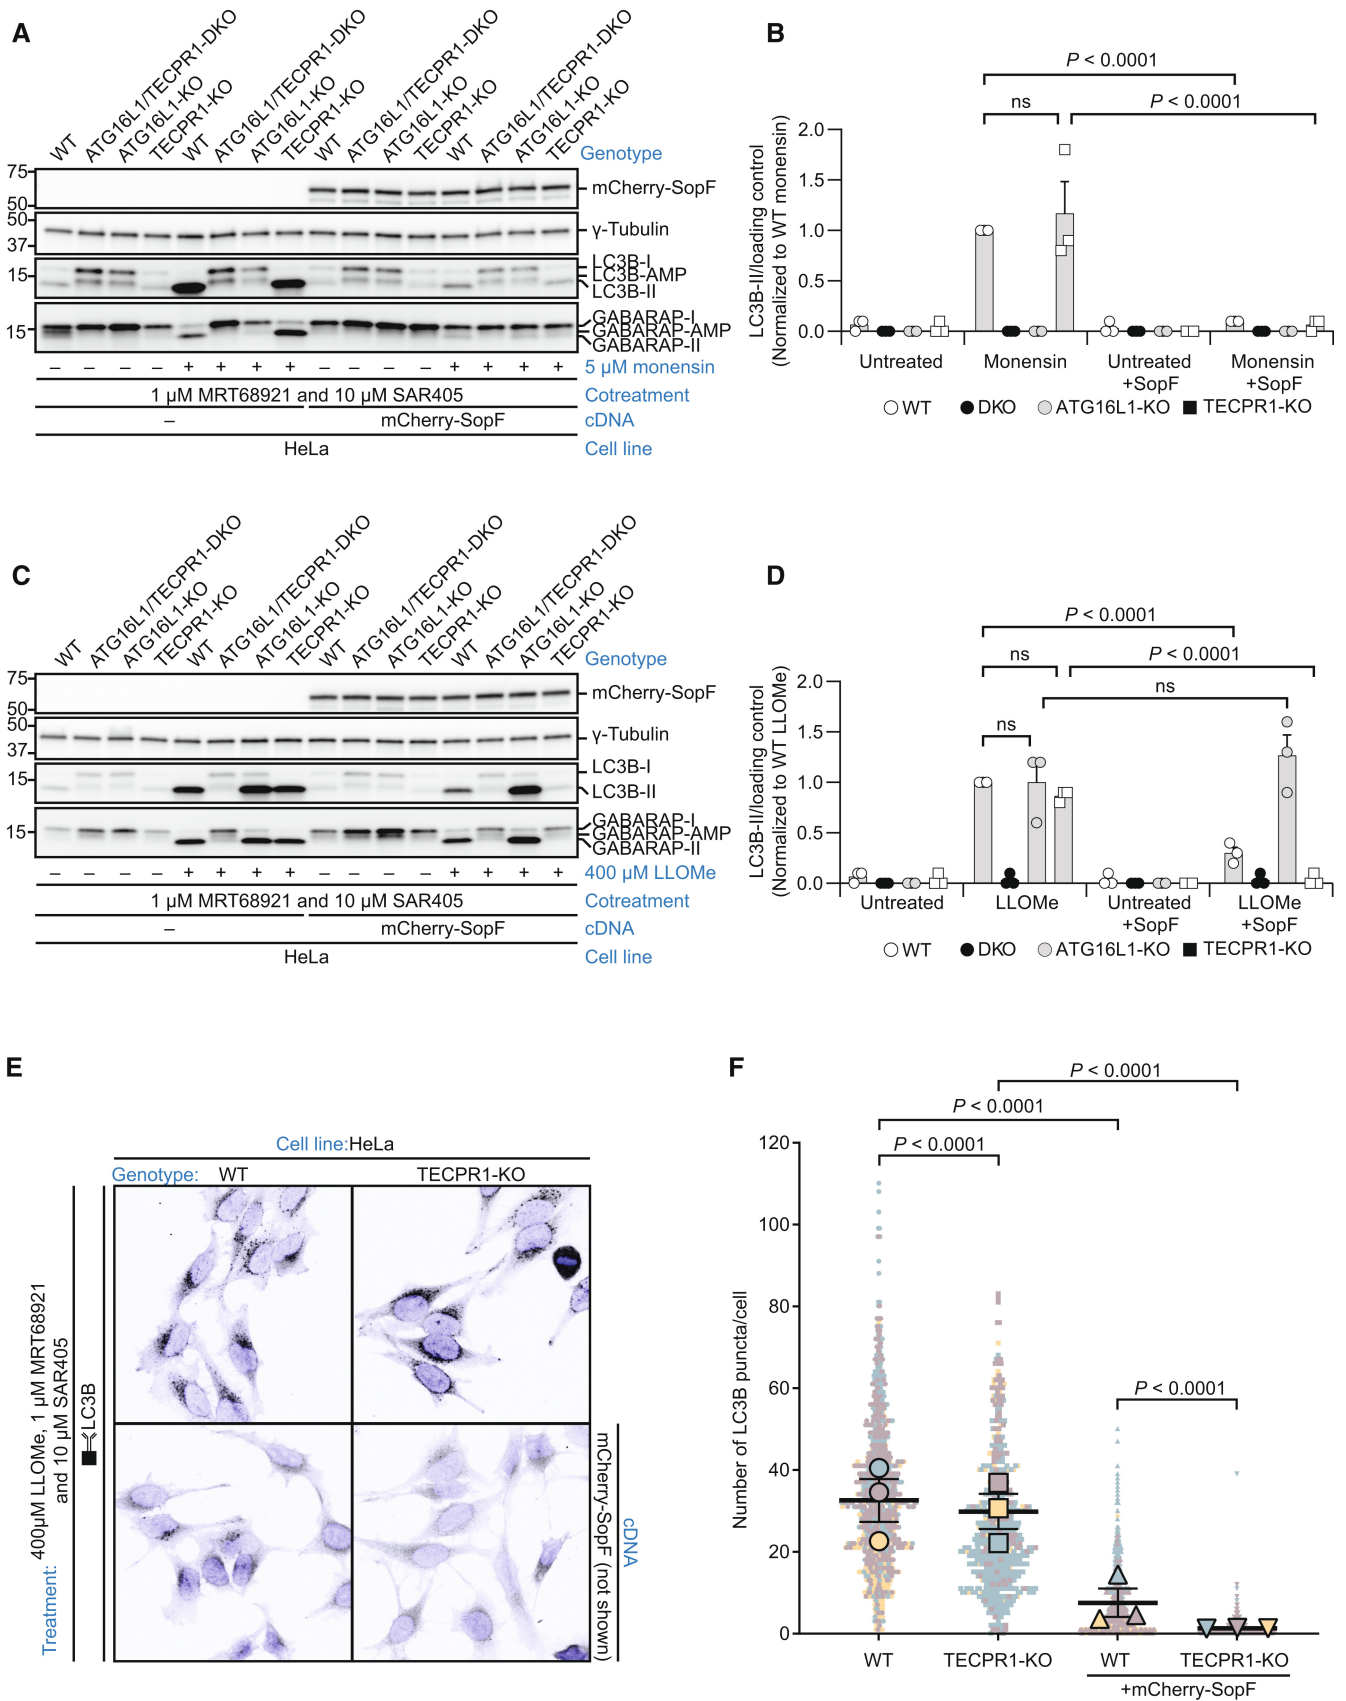 A
WT
ATG16L1/TECPR1-DKO
ATG16L1-KO
TECPR1-KO
WT
ATG16L1/TECPR1-DKO
ATG16L1-KO
TECPR1-KO
WT
ATG16L1/TECPR1-DKO
ATG16L1-KO
TECPR1-KO
WT
ATG16L1/TECPR1-DKO
ATG16L1-KO
TECPR1-KO
Genotype
75
50
mCherry-SopF
50
37
γ-Tubulin
15
LC3B-I
LC3B-AMP
LC3B-II
15
GABARAP-I
GABARAP-AMP
GABARAP-II
– – – – + + + + – – – – + + + + 5 µM monensin
1 µM MRT68921 and 10 µM SAR405 Cotreatment
– mCherry-SopF cDNA
HeLa Cell line
B
P < 0.0001
ns P < 0.0001
LC3B-II/loading control
(Normalized to WT monensin)
2.0
1.5
1.0
0.5
0.0
Untreated Monensin Untreated +SopF Monensin +SopF
WT DKO ATG16L1-KO TECPR1-KO
C
WT
ATG16L1/TECPR1-DKO
ATG16L1-KO
TECPR1-KO
WT
ATG16L1/TECPR1-DKO
ATG16L1-KO
TECPR1-KO
WT
ATG16L1/TECPR1-DKO
ATG16L1-KO
TECPR1-KO
WT
ATG16L1/TECPR1-DKO
ATG16L1-KO
TECPR1-KO
Genotype
75
50
mCherry-SopF
50
37
γ-Tubulin
15
LC3B-I
LC3B-II
15
GABARAP-I
GABARAP-AMP
GABARAP-II
– – – – + + + + – – – – + + + + 400 µM LLOMe
1 µM MRT68921 and 10 µM SAR405 Cotreatment
– mCherry-SopF cDNA
HeLa Cell line
D
P < 0.0001
ns P < 0.0001
ns
ns
LC3B-II/loading control
(Normalized to WT LLOMe)
2.0
1.5
1.0
0.5
0.0
Untreated LLOMe Untreated +SopF LLOMe +SopF
WT DKO ATG16L1-KO TECPR1-KO
E
Cell line:HeLa
Genotype: WT TECPR1-KO
Treatment: 400µM LLOMe, 1 µM MRT68921
and 10 µM SAR405
LC3B
mCherry-SopF (not shown)
cDNA
F
P < 0.0001
P < 0.0001
P < 0.0001
P < 0.0001
Number of LC3B puncta/cell
120
100
80
60
40
20
0
WT TECPR1-KO WT TECPR1-KO
+mCherry-SopF